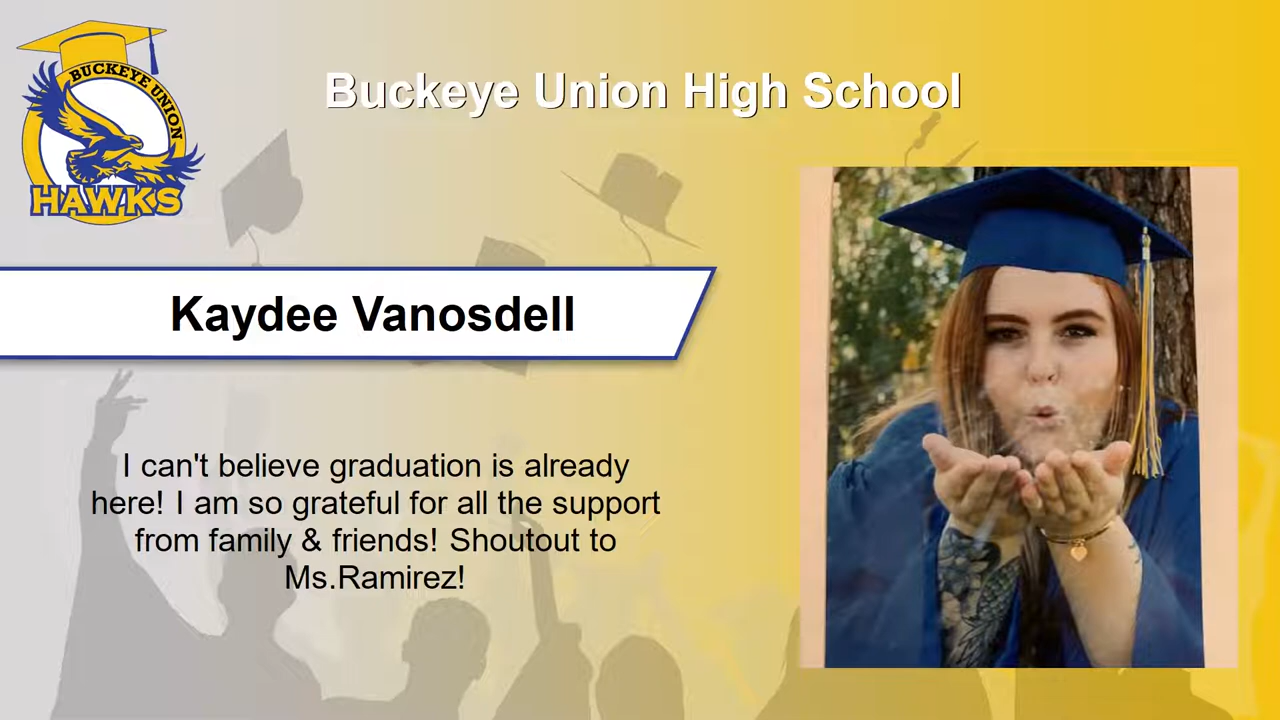 BUCKEYE UNION
HAWKS
Buckeye Union High School
Kaydee Vanosdell
I can't believe graduation is already
here! I am so grateful for all the support
from family & friends! Shoutout to
Ms.Ramirez!